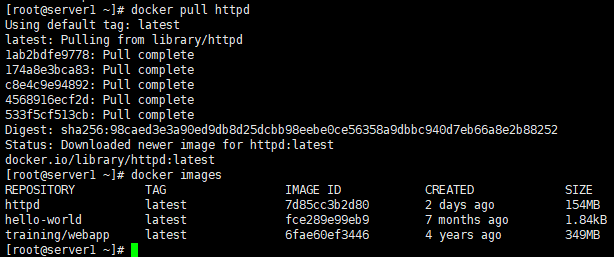 [root@server1 ~]# docker pull httpd
Using default tag: latest
latest: Pulling from library/httpd
1ab2bdfe9778: Pull complete
174a8e3bca83: Pull complete
c8e4c9e94892: Pull complete
4568916ecf2d: Pull complete
533f5cf513cb: Pull complete
Digest: sha256:98caed3e3a90ed9db8d25dcbb98eebe0ce56358a9dbbc940d7eb66a8e2b88252
Status: Downloaded newer image for httpd:latest
docker.io/library/httpd:latest
[root@server1 ~]# docker images
REPOSITORY TAG IMAGE ID CREATED SIZE
httpd latest 7d85cc3b2d80 2 days ago 154MB
hello-world latest fce289e99eb9 7 months ago 1.84kB
training/webapp latest 6fae60ef3446 4 years ago 349MB
[root@server1 ~]#